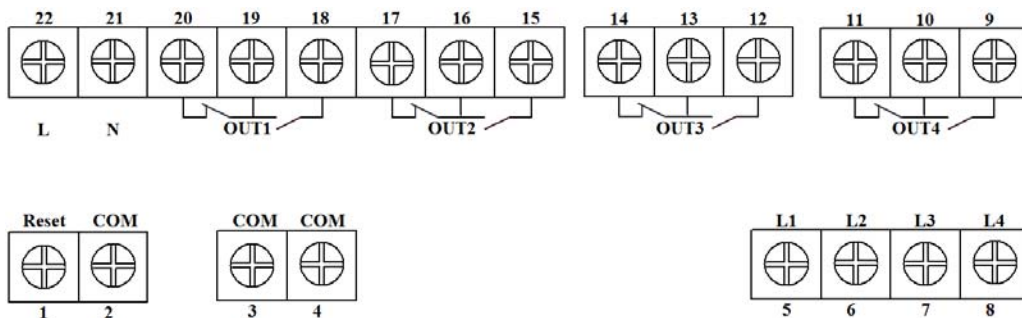 22 21 20 19 18 17 16 15 14 13 12 11 10 9
L N OUT1 OUT2 OUT3 OUT4
Reset COM COM COM L1 L2 L3 L4
1 2 3 4 5 6 7 8